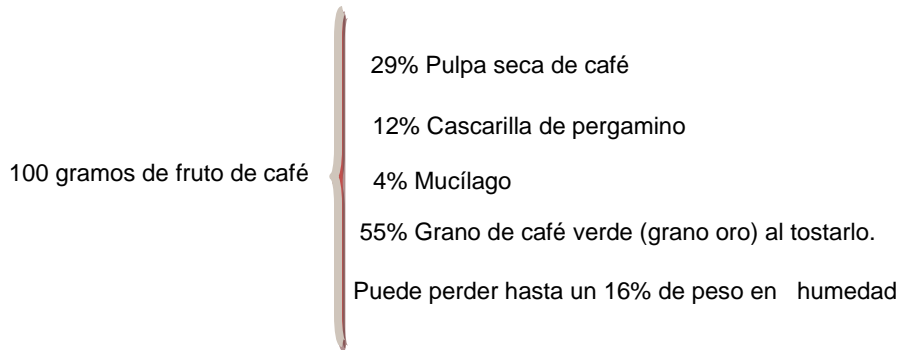 29% Pulpa seca de café
12% Cascarilla de pergamino
100 gramos de fruto de café
4% Mucílago
55% Grano de café verde (grano oro) al tostarlo.
Puede perder hasta un 16% de peso en humedad